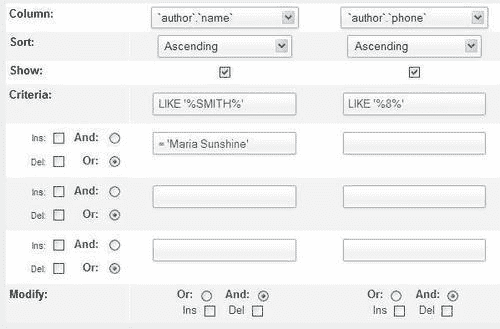 Column: `author`.`name` `author`.`phone`
Sort: Ascending Ascending
Show:
Criteria: LIKE '%SMITH%' LIKE '%8%'
Ins: And: = 'Maria Sunshine'
Del: Or:
Ins: And:
Del: Or:
Ins: And:
Del: Or:
Modify: Or: And: Or: And:
Ins Del Ins Del